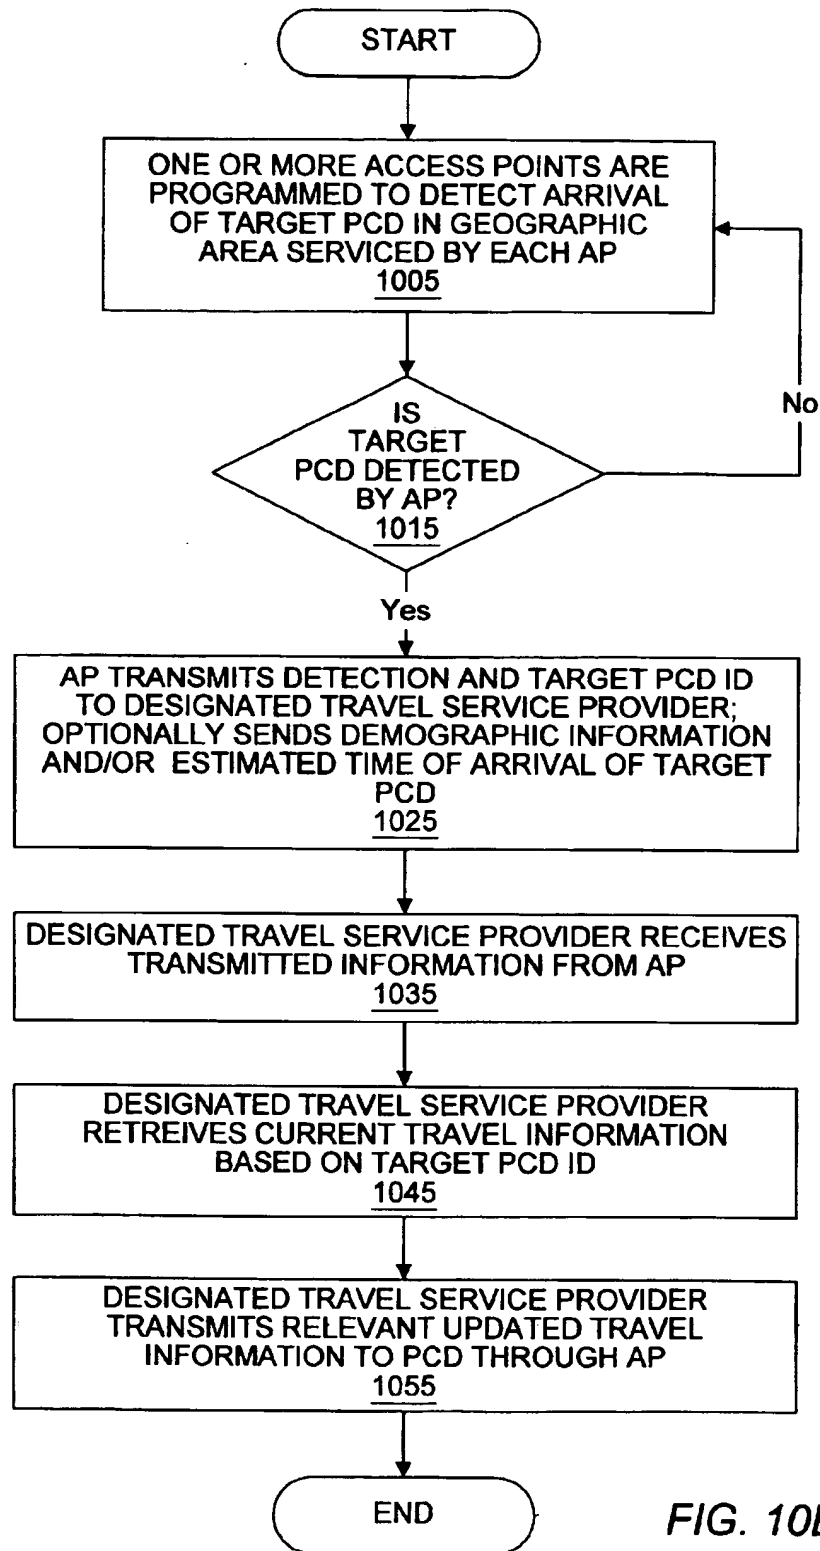 START
ONE OR MORE ACCESS POINTS ARE
PROGRAMMED TO DETECT ARRIVAL
OF TARGET PCD IN GEOGRAPHIC
AREA SERVICED BY EACH AP
1005
No
IS
TARGET
PCD DETECTED
BY AP?
1015
Yes
AP TRANSMITS DETECTION AND TARGET PCD ID
TO DESIGNATED TRAVEL SERVICE PROVIDER;
OPTIONALLY SENDS DEMOGRAPHIC INFORMATION
AND/OR ESTIMATED TIME OF ARRIVAL OF TARGET
PCD
1025
DESIGNATED TRAVEL SERVICE PROVIDER RECEIVES
TRANSMITTED INFORMATION FROM AP
1035
DESIGNATED TRAVEL SERVICE PROVIDER
RETREIVES CURRENT TRAVEL INFORMATION
BASED ON TARGET PCD ID
1045
DESIGNATED TRAVEL SERVICE PROVIDER
TRANSMITS RELEVANT UPDATED TRAVEL
INFORMATION TO PCD THROUGH AP
1055
END
FIG.